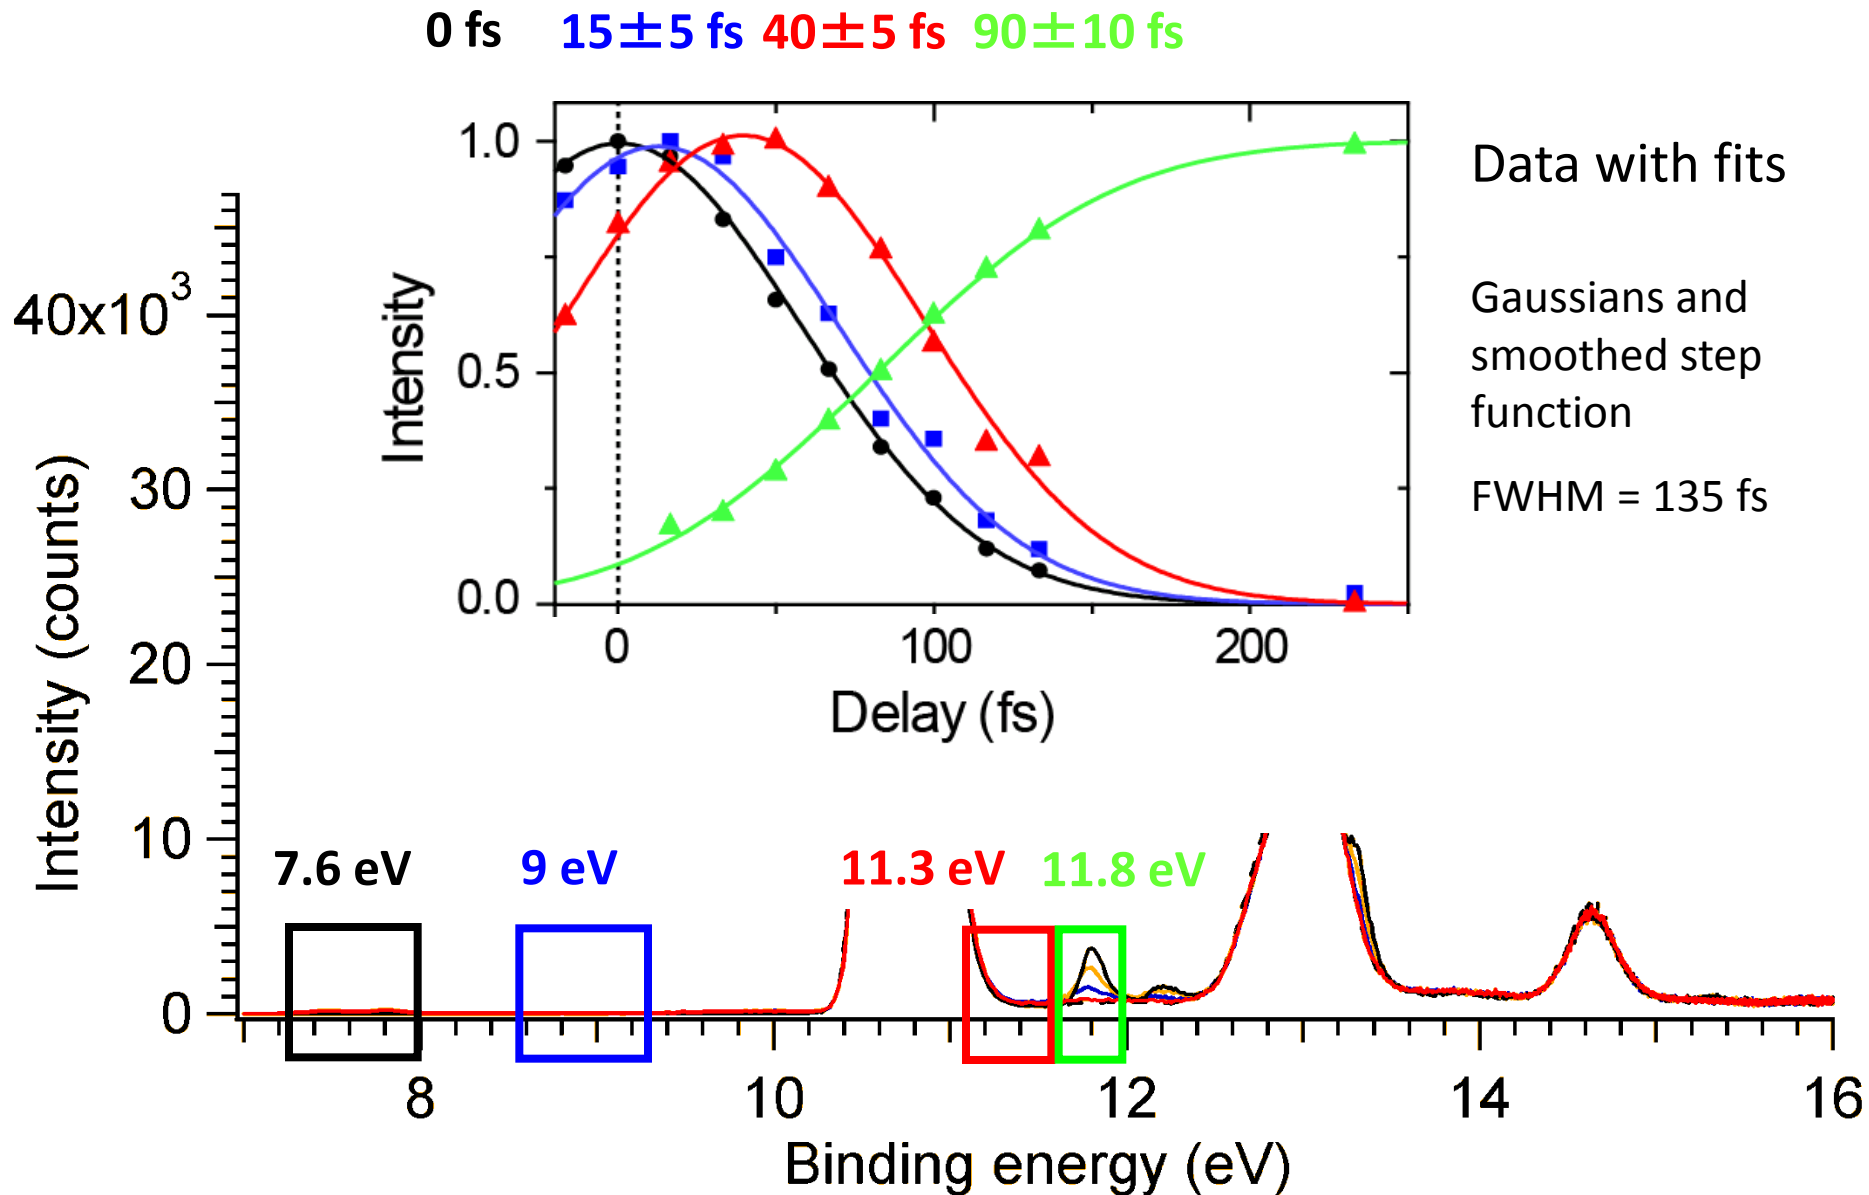 0 fs 15±5 fs 40±5 fs 90±10 fs
1.0
0.5
0.0
Intensity
0 100 200
Delay (fs)
Data with fits
Gaussians and
smoothed step
function
FWHM = 135 fs
40x10³
30
20
10
0
Intensity (counts)
7.6 eV 9 eV 11.3 eV 11.8 eV
8 10 12 14 16
Binding energy (eV)